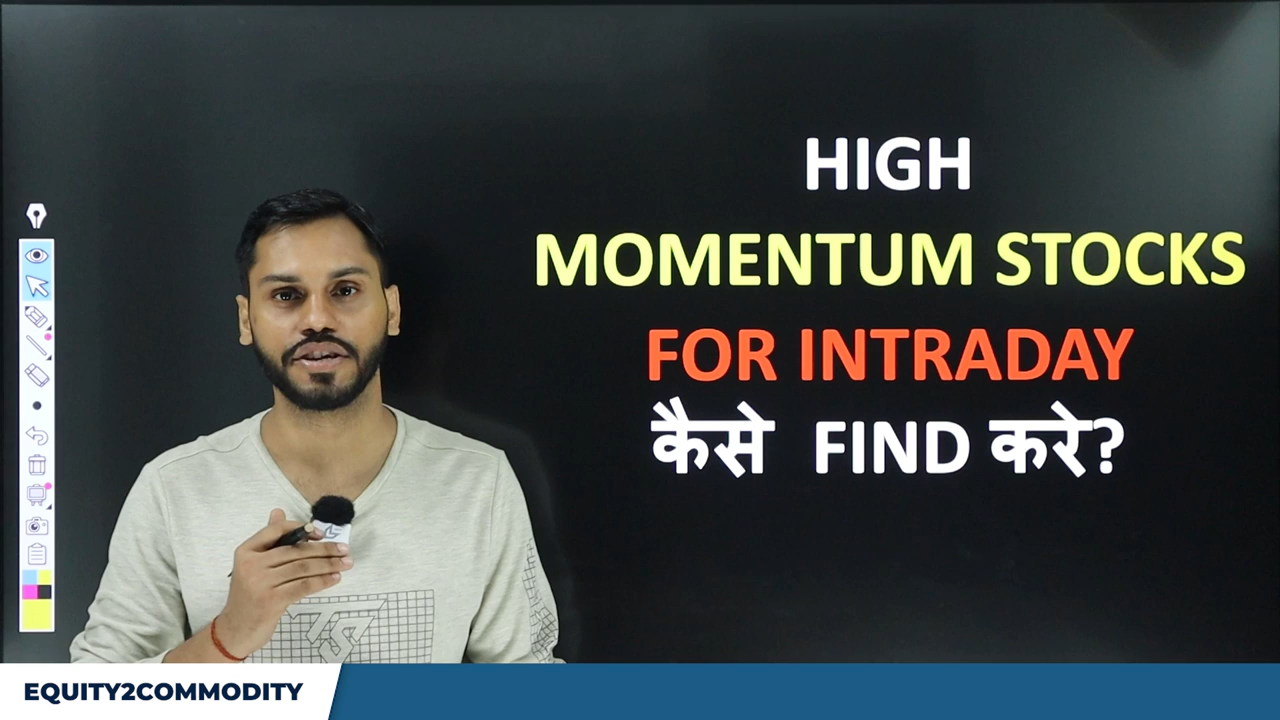 HIGH
MOMENTUM STOCKS
FOR INTRADAY
कैसे FIND करे?
EQUITY2COMMODITY